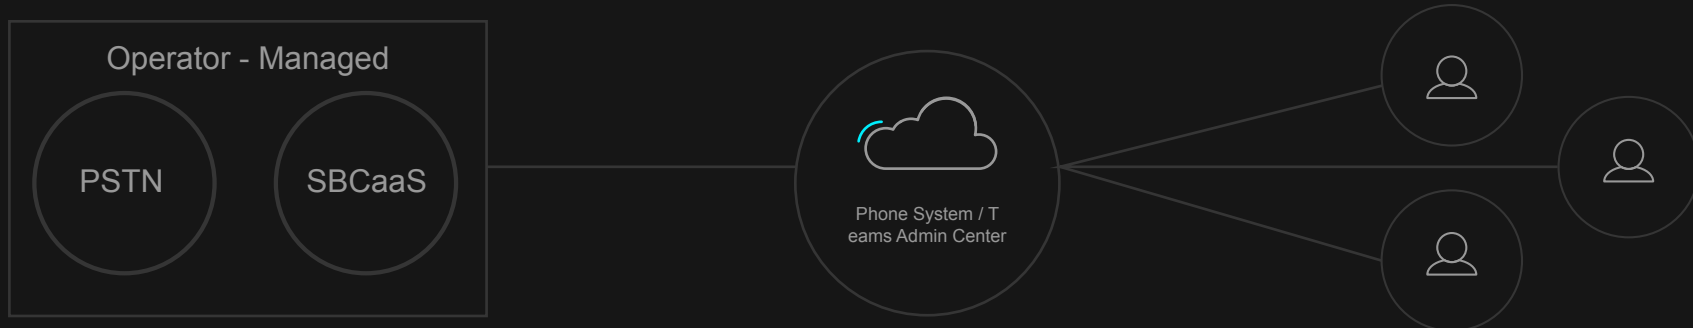 Operator - Managed
PSTN
SBCaaS
Phone System / T
eams Admin Center